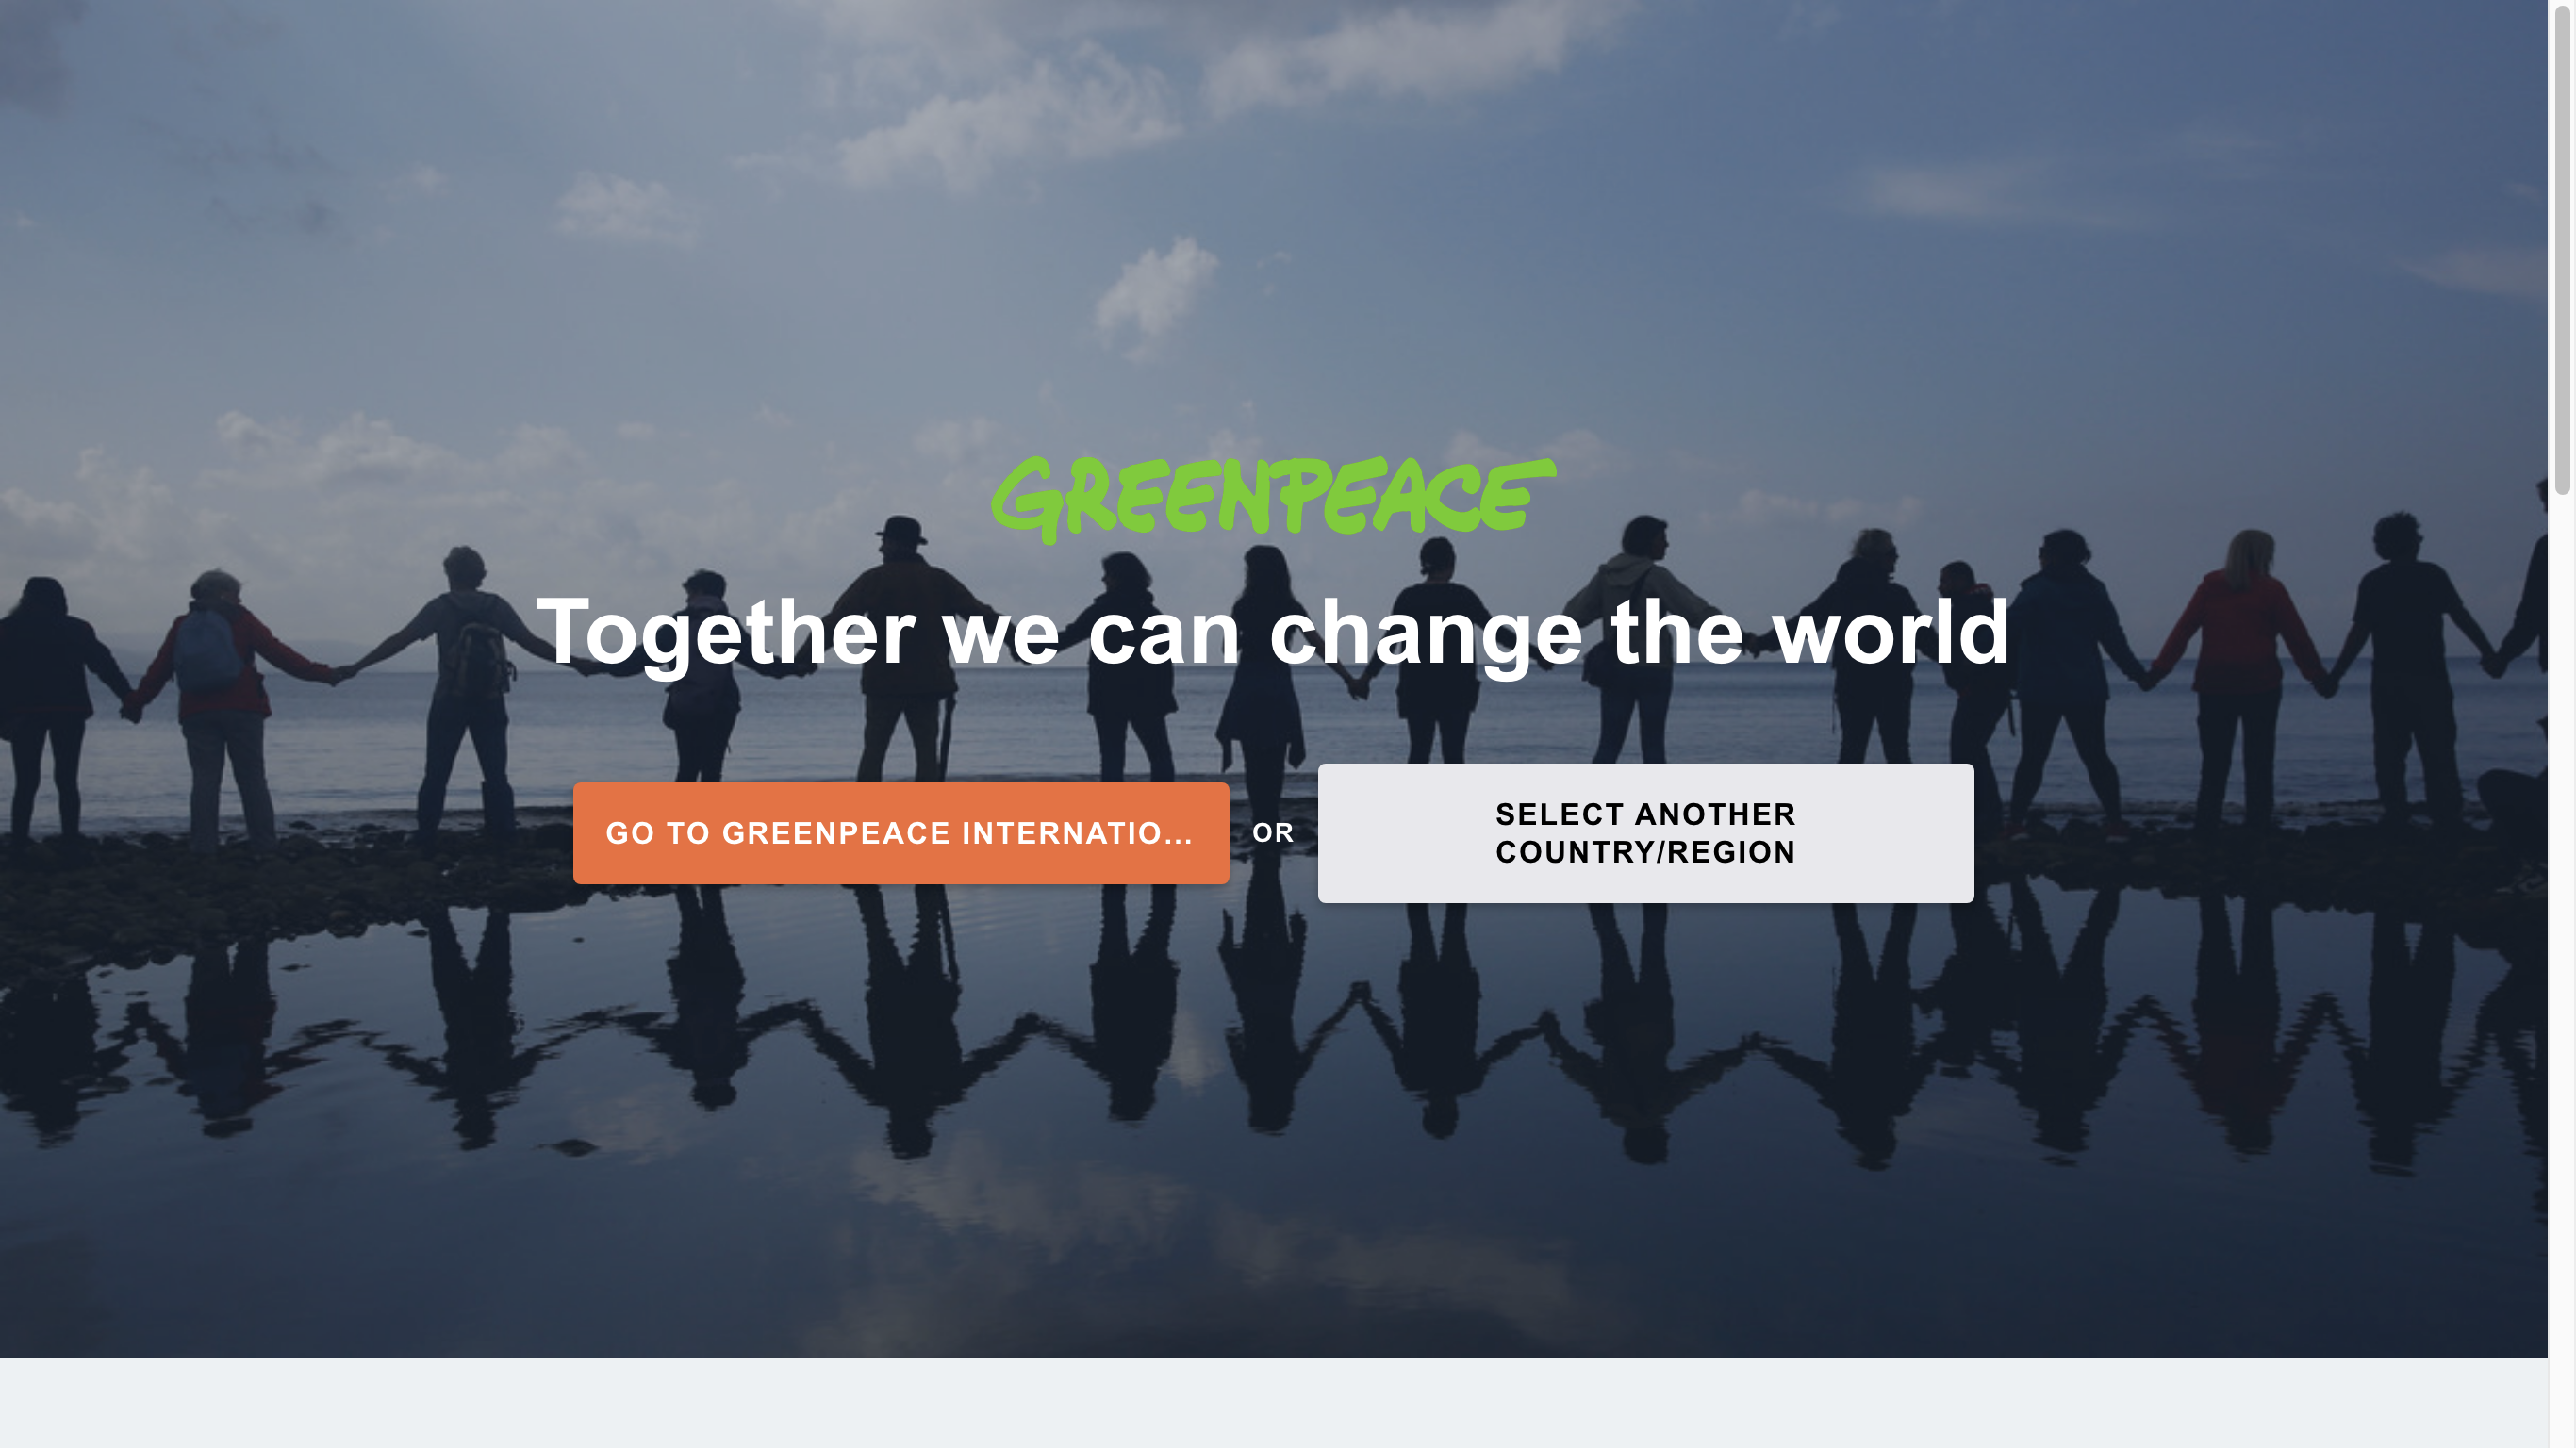 GREENPEACE
Together we can change the world
GO TO GREENPEACE INTERNATIO...
OR
SELECT ANOTHER
COUNTRY/REGION